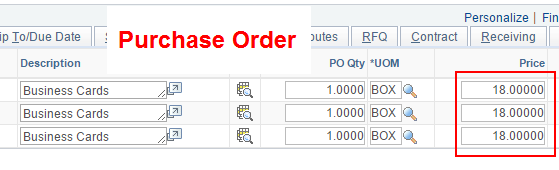 Personalize | Fin
ip To/Due Date
Purchase Order
butes
RFQ
Contract
Receiving
Description
PO Qty
*UOM
Price
Business Cards
1.0000
BOX
18.00000
Business Cards
1.0000
BOX
18.00000
Business Cards
1.0000
BOX
18.00000